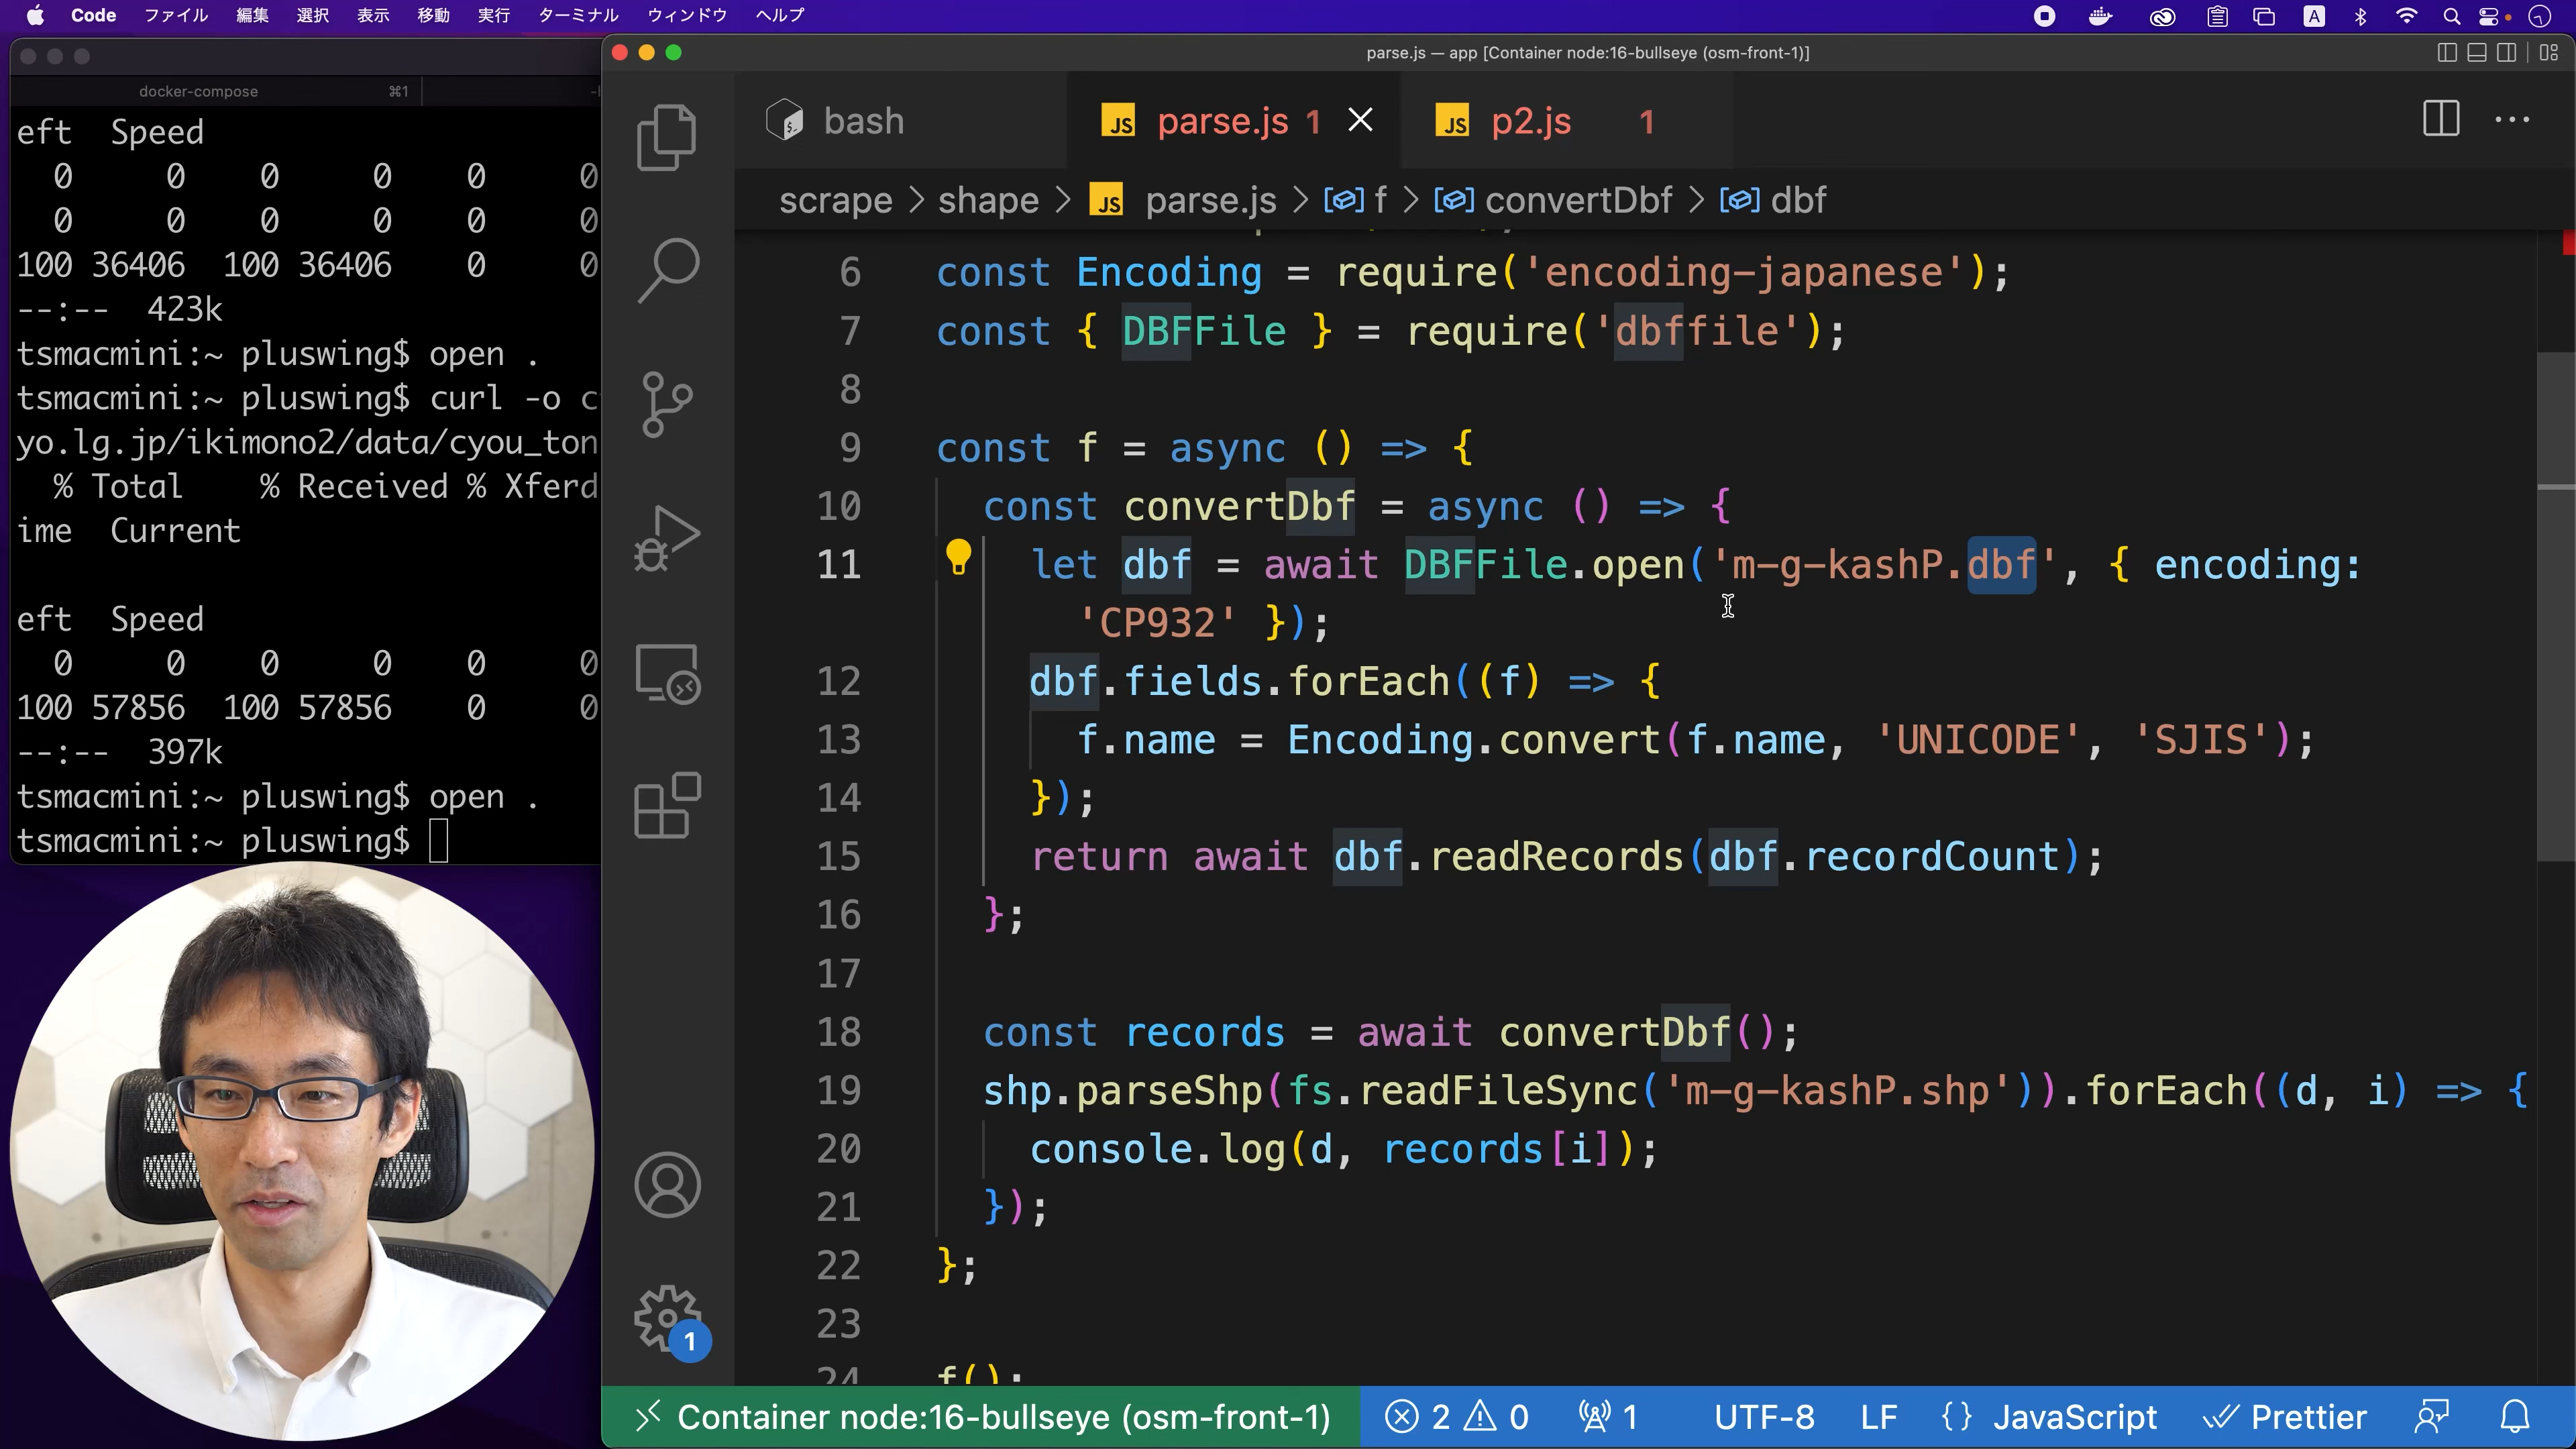 Code ファイル 編集 選択 表示 移動 実行 ターミナル ウィンドウ ヘルプ
A
docker-compose ⌘1
eft Speed
0 0 0 0 0 0
0 0 0 0 0 0
100 36406 100 36406 0 0
--:-- 423k
tsmacmini:~ pluswing$ open .
tsmacmini:~ pluswing$ curl -o c
yo.lg.jp/ikimono2/data/cyou_ton
% Total % Received % Xferd
ime Current
eft Speed
0 0 0 0 0 0
100 57856 100 57856 0 0
--:-- 397k
tsmacmini:~ pluswing$ open .
tsmacmini:~ pluswing$
parse.js — app [Container node:16-bullseye (osm-front-1)]
bash
JS parse.js 1
JS p2.js 1
scrape > shape > JS parse.js > f > convertDbf > dbf
6 const Encoding = require('encoding-japanese');
7 const { DBFFile } = require('dbffile');
8
9 const f = async () => {
10 const convertDbf = async () => {
11 let dbf = await DBFFile.open('m-g-kashP.dbf', { encoding:
'CP932' });
12 dbf.fields.forEach((f) => {
13 f.name = Encoding.convert(f.name, 'UNICODE', 'SJIS');
14 });
15 return await dbf.readRecords(dbf.recordCount);
16 };
17
18 const records = await convertDbf();
19 shp.parseShp(fs.readFileSync('m-g-kashP.shp')).forEach((d, i) => {
20 console.log(d, records[i]);
21 });
22 };
23
24 f();
1
Container node:16-bullseye (osm-front-1) 2 0 1 UTF-8 LF {} JavaScript Prettier